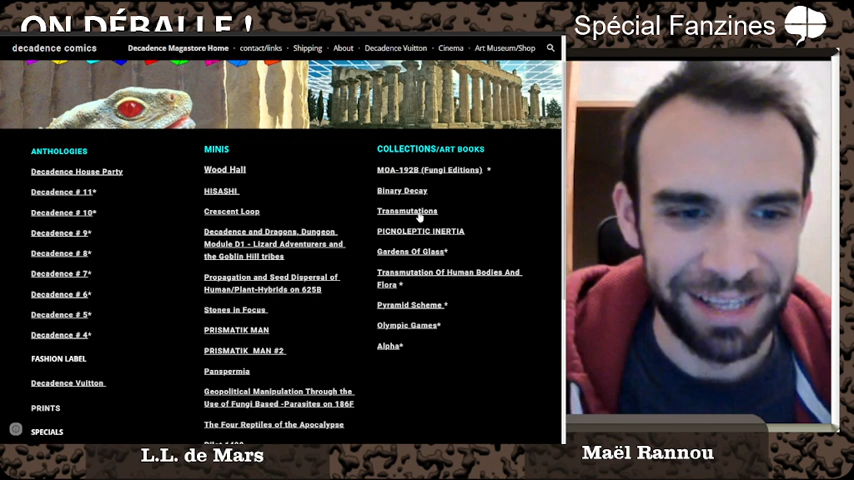 ON DÉBALLE !
Spécial Fanzines
decadence comics
Decadence Magastore Home · contact/links · Shipping · About · Decadence Vuitton · Cinema · Art Museum/Shop
ANTHOLOGIES
Decadence House Party
Decadence # 11*
Decadence # 10*
Decadence # 9*
Decadence # 8*
Decadence # 7*
Decadence # 6*
Decadence # 5*
Decadence # 4*
FASHION LABEL
Decadence Vuitton
PRINTS
SPECIALS
MINIS
Wood Hall
HISASHI
Crescent Loop
Decadence and Dragons, Dungeon
Module D1 - Lizard Adventurers and
the Goblin Hill tribes
Propagation and Seed Dispersal of
Human/Plant-Hybrids on 625B
Stones in Focus
PRISMATIK MAN
PRISMATIK MAN #2
Panspermia
Geopolitical Manipulation Through the
Use of Fungi Based -Parasites on 186F
The Four Reptiles of the Apocalypse
COLLECTIONS/ART BOOKS
MOA-192B (Fungi Editions) *
Binary Decay
Transmutations
PICNOLEPTIC INERTIA
Gardens Of Glass*
Transmutation Of Human Bodies And
Flora *
Pyramid Scheme *
Olympic Games*
Alpha*
L.L. de Mars
Maël Rannou